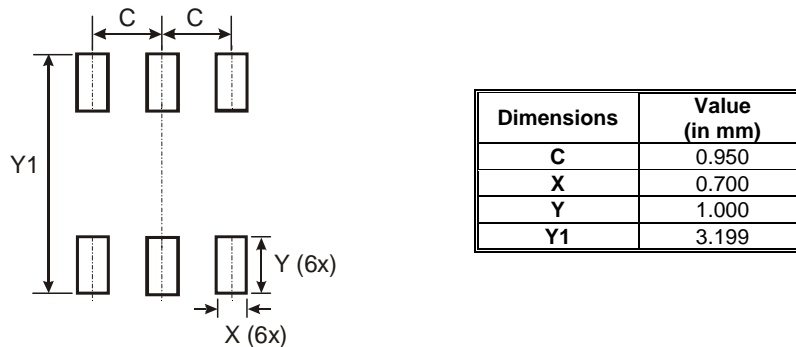 C C
Y1
Y (6x)
X (6x)
Dimensions Value (in mm)
C 0.950
X 0.700
Y 1.000
Y1 3.199